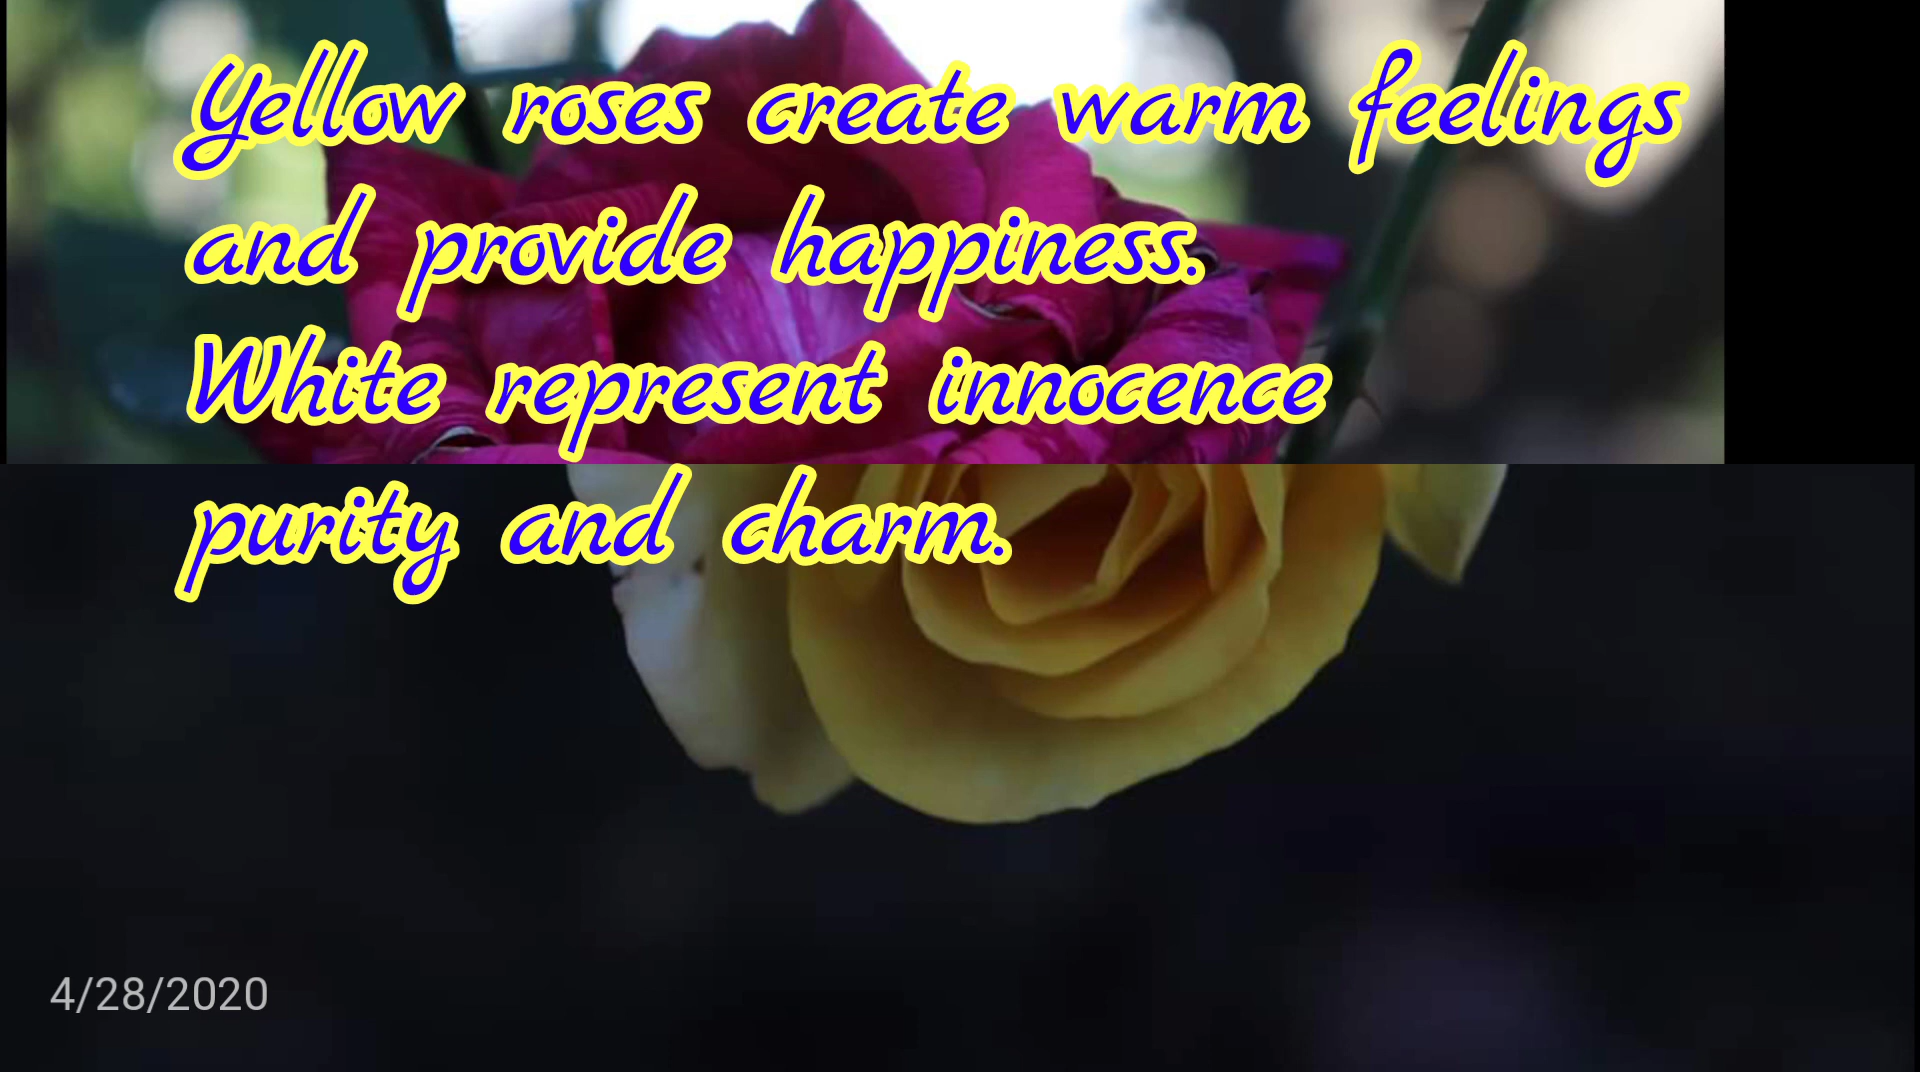 Yellow roses create warm feelings
and provide happiness.
White represent innocence
purity and charm.
4/28/2020